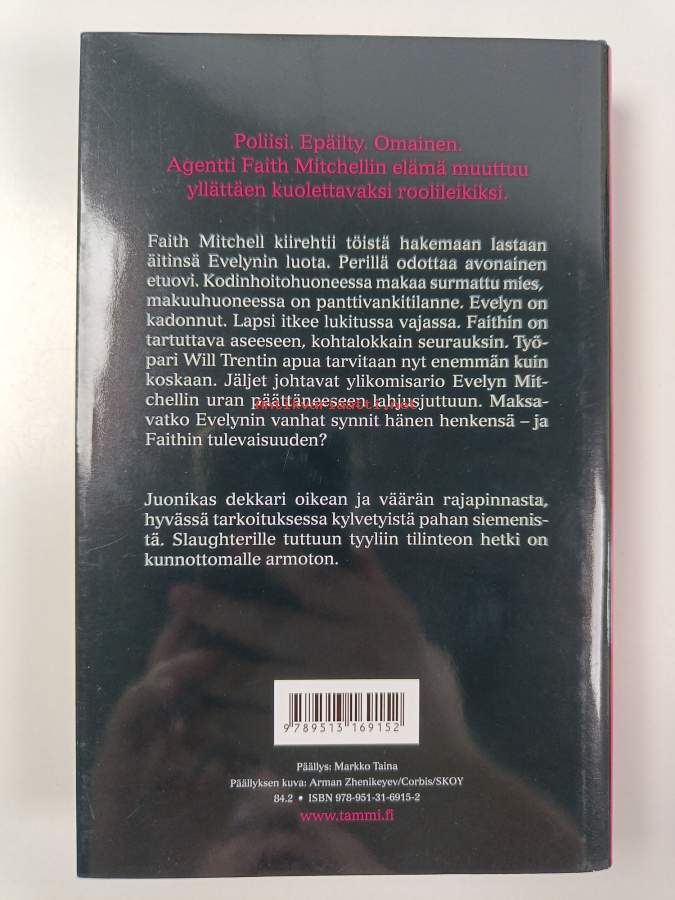 Poliisi. Epäilty. Omainen.
Agentti Faith Mitchellin elämä muuttuu
yllättäen kuolettavaksi roolileikiksi.
Faith Mitchell kiirehtii töistä hakemaan lastaan
äitinsä Evelynin luota. Perillä odottaa avonainen
etuovi. Kodinhoitohuoneessa makaa surmattu mies,
makuuhuoneessa on panttivankitilanne. Evelyn on
kadonnut. Lapsi itkee lukitussa vajassa. Faithin on
tartuttava aseeseen, kohtalokkain seurauksin. Työ-
pari Will Trentin apua tarvitaan nyt enemmän kuin
koskaan. Jäljet johtavat ylikomisario Evelyn Mit-
chellin uran päättäneeseen lahjusjuttuun. Maksa-
antikvariaatti.net
vatko Evelynin vanhat synnit hänen henkensä – ja
Faithin tulevaisuuden?
Juonikas dekkari oikean ja väärän rajapinnasta,
hyvässä tarkoituksessa kylvetyistä pahan siemenis-
tä. Slaughterille tuttuun tyyliin tilinteon hetki on
kunnottomalle armoton.
9 789513 169152
Päällys: Markko Taina
Päällyksen kuva: Arman Zhenikeyev/Corbis/SKOY
84.2 • ISBN 978-951-31-6915-2
www.tammi.fi